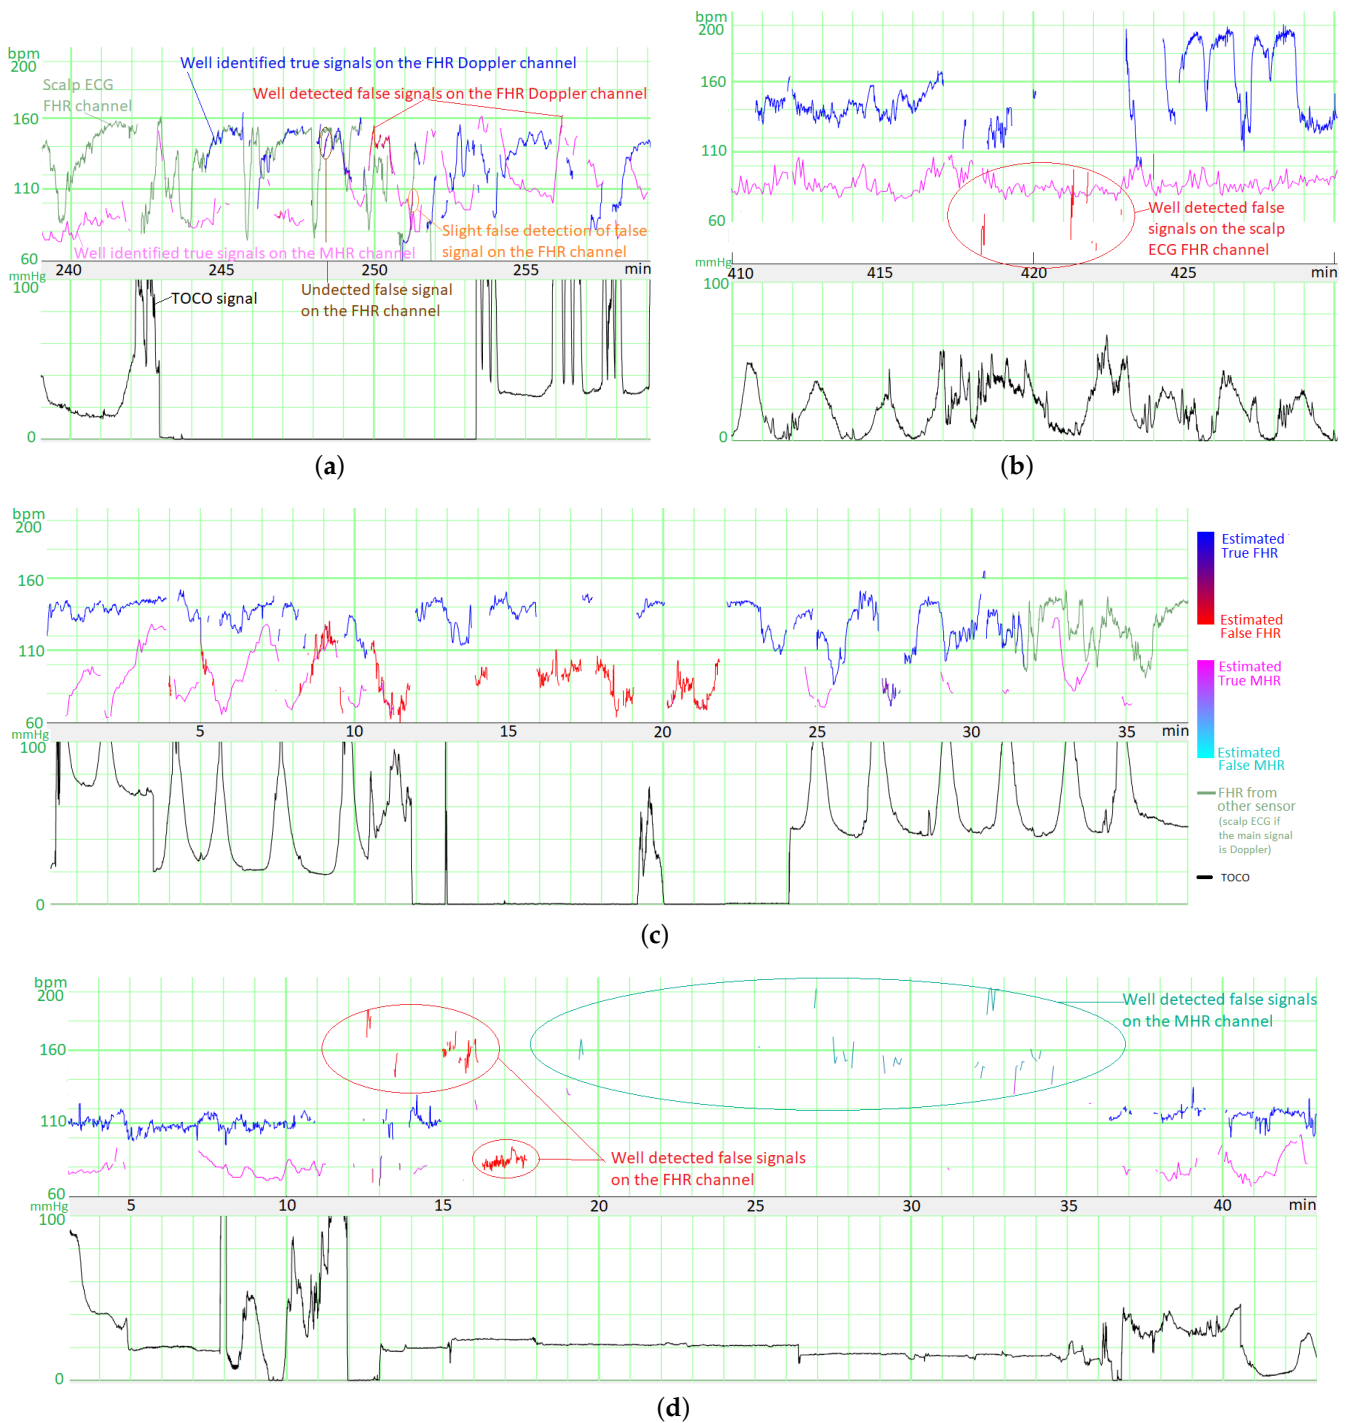 bpm
200
Well identified true signals on the FHR Doppler channel
Scalp ECG
FHR channel
Well detected false signals on the FHR Doppler channel
160
110
Slight false detection of false
signal on the FHR channel
Well identified true signals on the MHR channel
60
240
245
250
255
min
mmHg
100
TOCO signal
Undected false signal
on the FHR channel
0
(a)
bpm
200
160
110
60
Well detected false
signals on the scalp
ECG FHR channel
mmHg
410
415
420
425
min
100
0
(b)
bpm
200
160
110
60
5
10
15
20
25
30
35
min
mmHg
100
0
Estimated
True FHR
Estimated
False FHR
Estimated
True MHR
Estimated
False MHR
FHR from
other sensor
(scalp ECG if
the main signal
is Doppler)
TOCO
(c)
bpm
200
160
110
60
Well detected false signals
on the MHR channel
Well detected false signals
on the FHR channel
5
10
15
20
25
30
35
40
min
mmHg
100
0
(d)